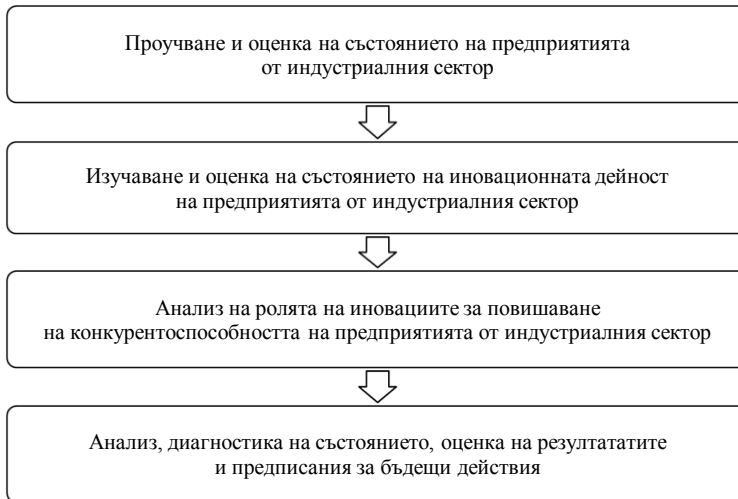 Проучване и оценка на състоянието на предприятията
от индустриалния сектор
Изучаване и оценка на състоянието на иновационната дейност
на предприятията от индустриалния сектор
Анализ на ролята на иновациите за повишаване
на конкурентоспособността на предприятията от индустриалния сектор
Анализ, диагностика на състоянието, оценка на резултататите
и предписания за бъдещи действия